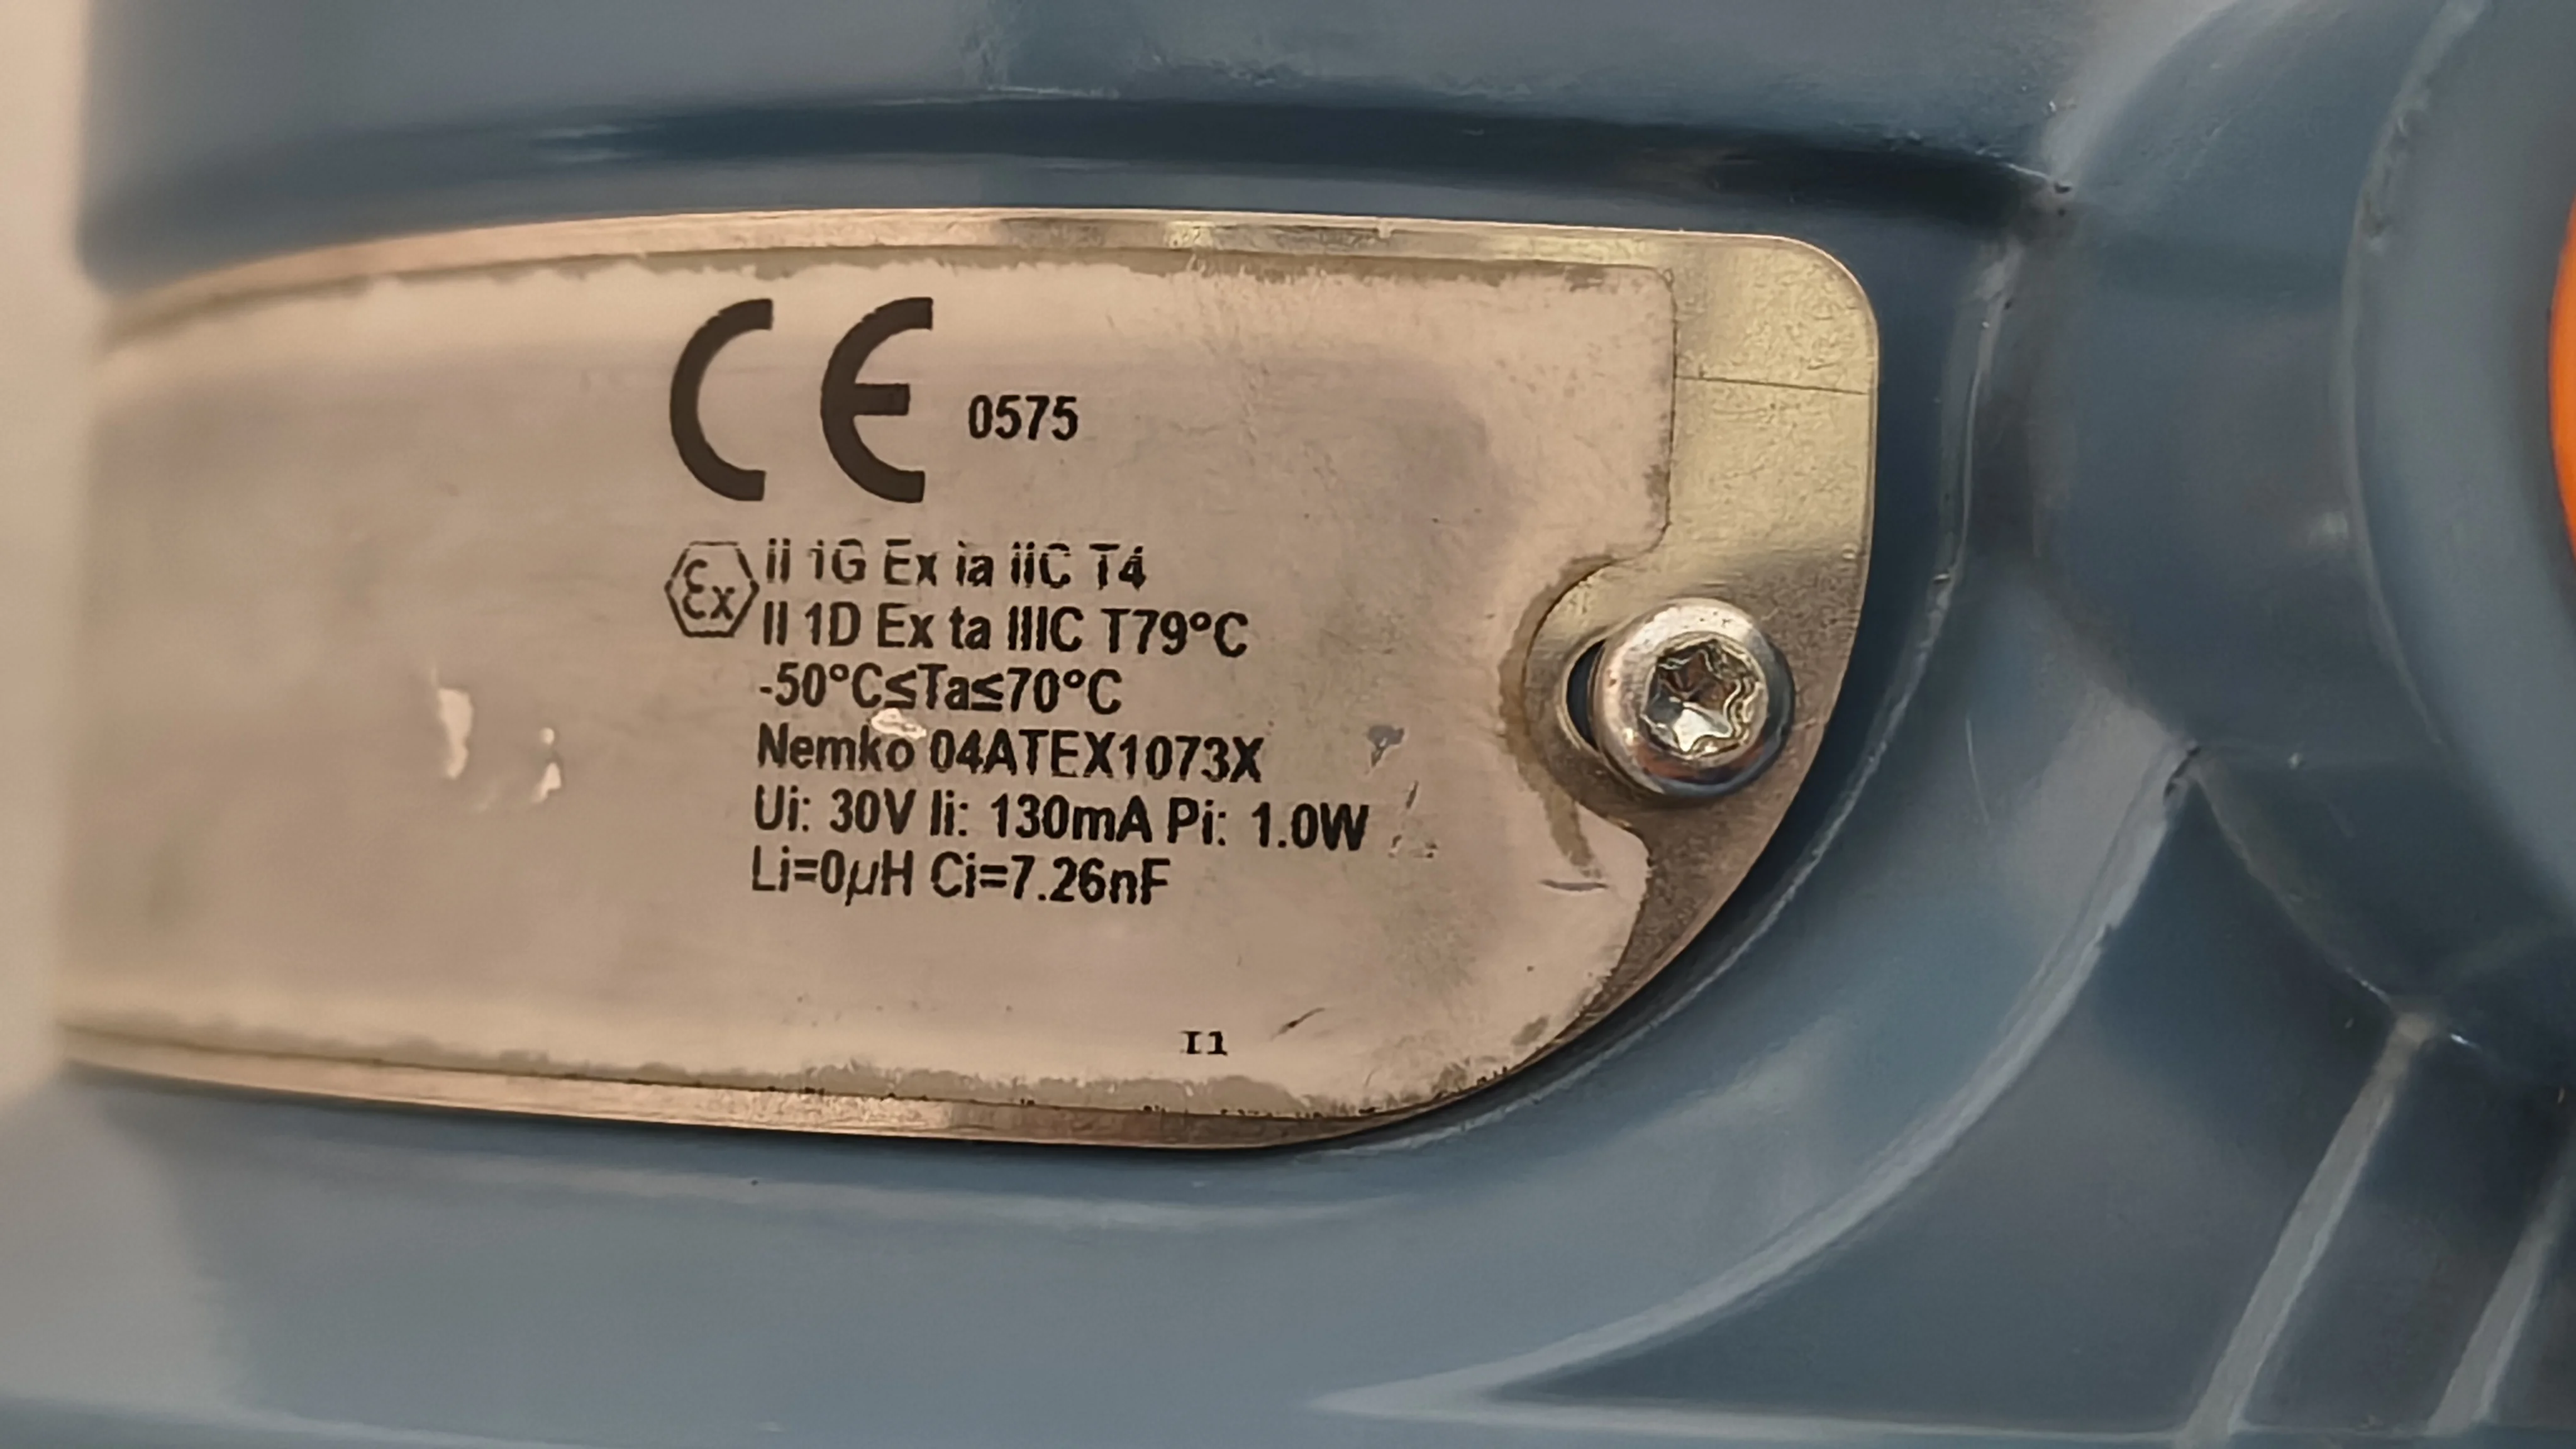 CE 0575
Ex II 1G Ex ia IIC T4
II 1D Ex ta IIIC T79°C
-50°C≤Ta≤70°C
Nemko 04ATEX1073X
Ui: 30V Ii: 130mA Pi: 1.0W
Li=0µH Ci=7.26nF
I1